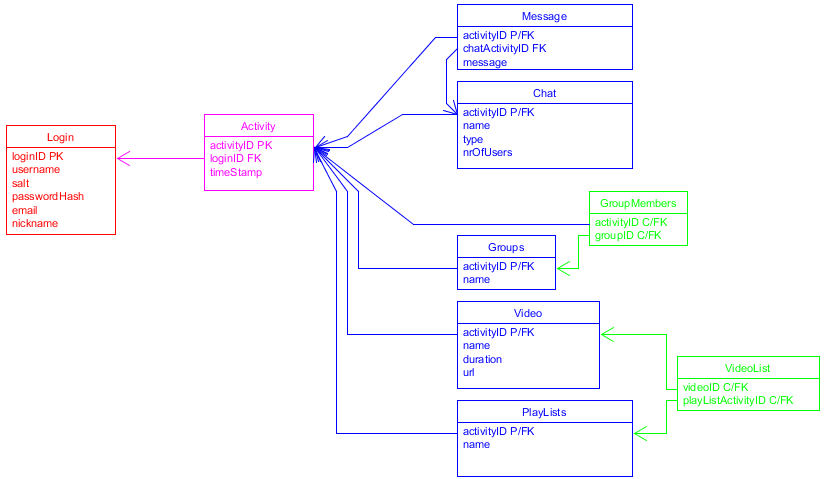 Message
activityID P/FK
chatActivityID FK
message
Chat
activityID P/FK
name
type
nrOfUsers
Login
loginID PK
username
salt
passwordHash
email
nickname
Activity
activityID PK
loginID FK
timeStamp
GroupMembers
activityID C/FK
groupID C/FK
Groups
activityID P/FK
name
Video
activityID P/FK
name
duration
url
VideoList
videoID C/FK
playListActivityID C/FK
PlayLists
activityID P/FK
name